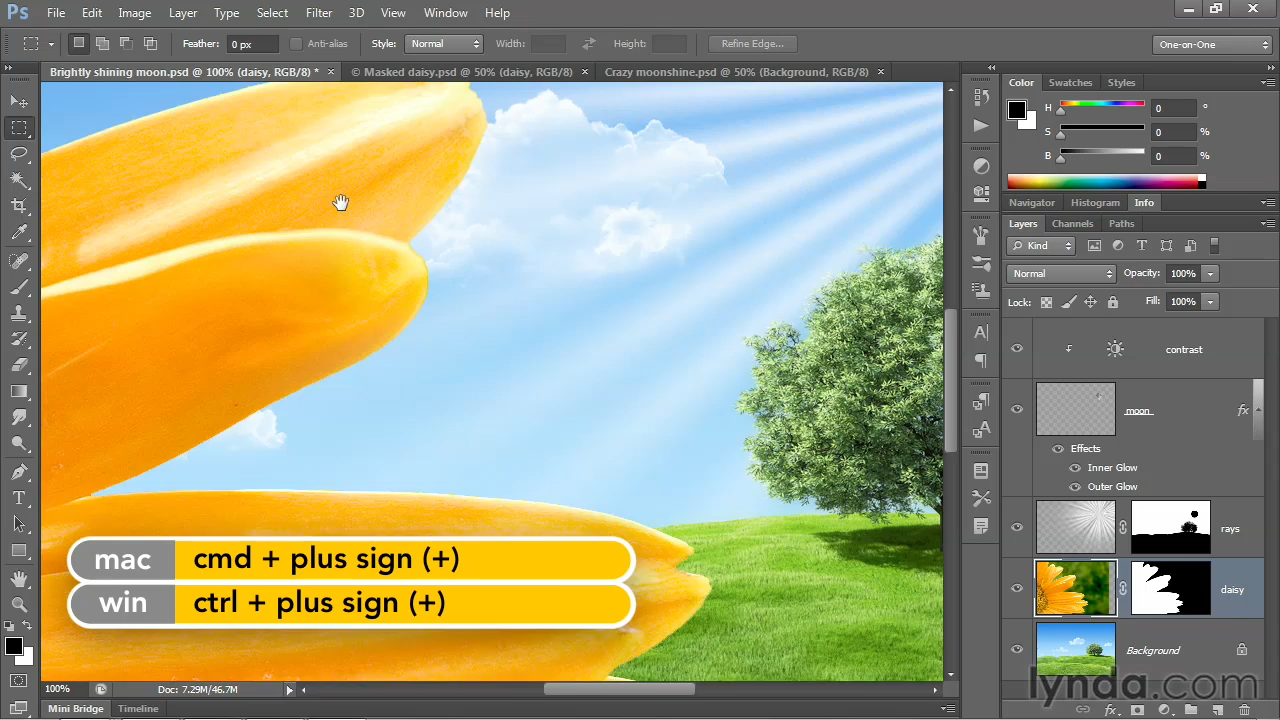 Ps File Edit Image Layer Type Select Filter 3D View Window Help
Feather: 0 px Anti-alias Style: Normal Width: Height: Refine Edge... One-on-One
Brightly shining moon.psd @ 100% (daisy, RGB/8) * × © Masked daisy.psd @ 50% (daisy, RGB/8) × Crazy moonshine.psd @ 50% (Background, RGB/8) ×
Color Swatches Styles
H 0 °
S 0 %
B 0 %
Navigator Histogram Info
Layers Channels Paths
Kind
Normal Opacity: 100%
Lock: Fill: 100%
contrast
moon fx
Effects
Inner Glow
Outer Glow
rays
daisy
Background
mac cmd + plus sign (+)
win ctrl + plus sign (+)
lynda.com
100% Doc: 7.29M/46.7M
Mini Bridge Timeline
fx